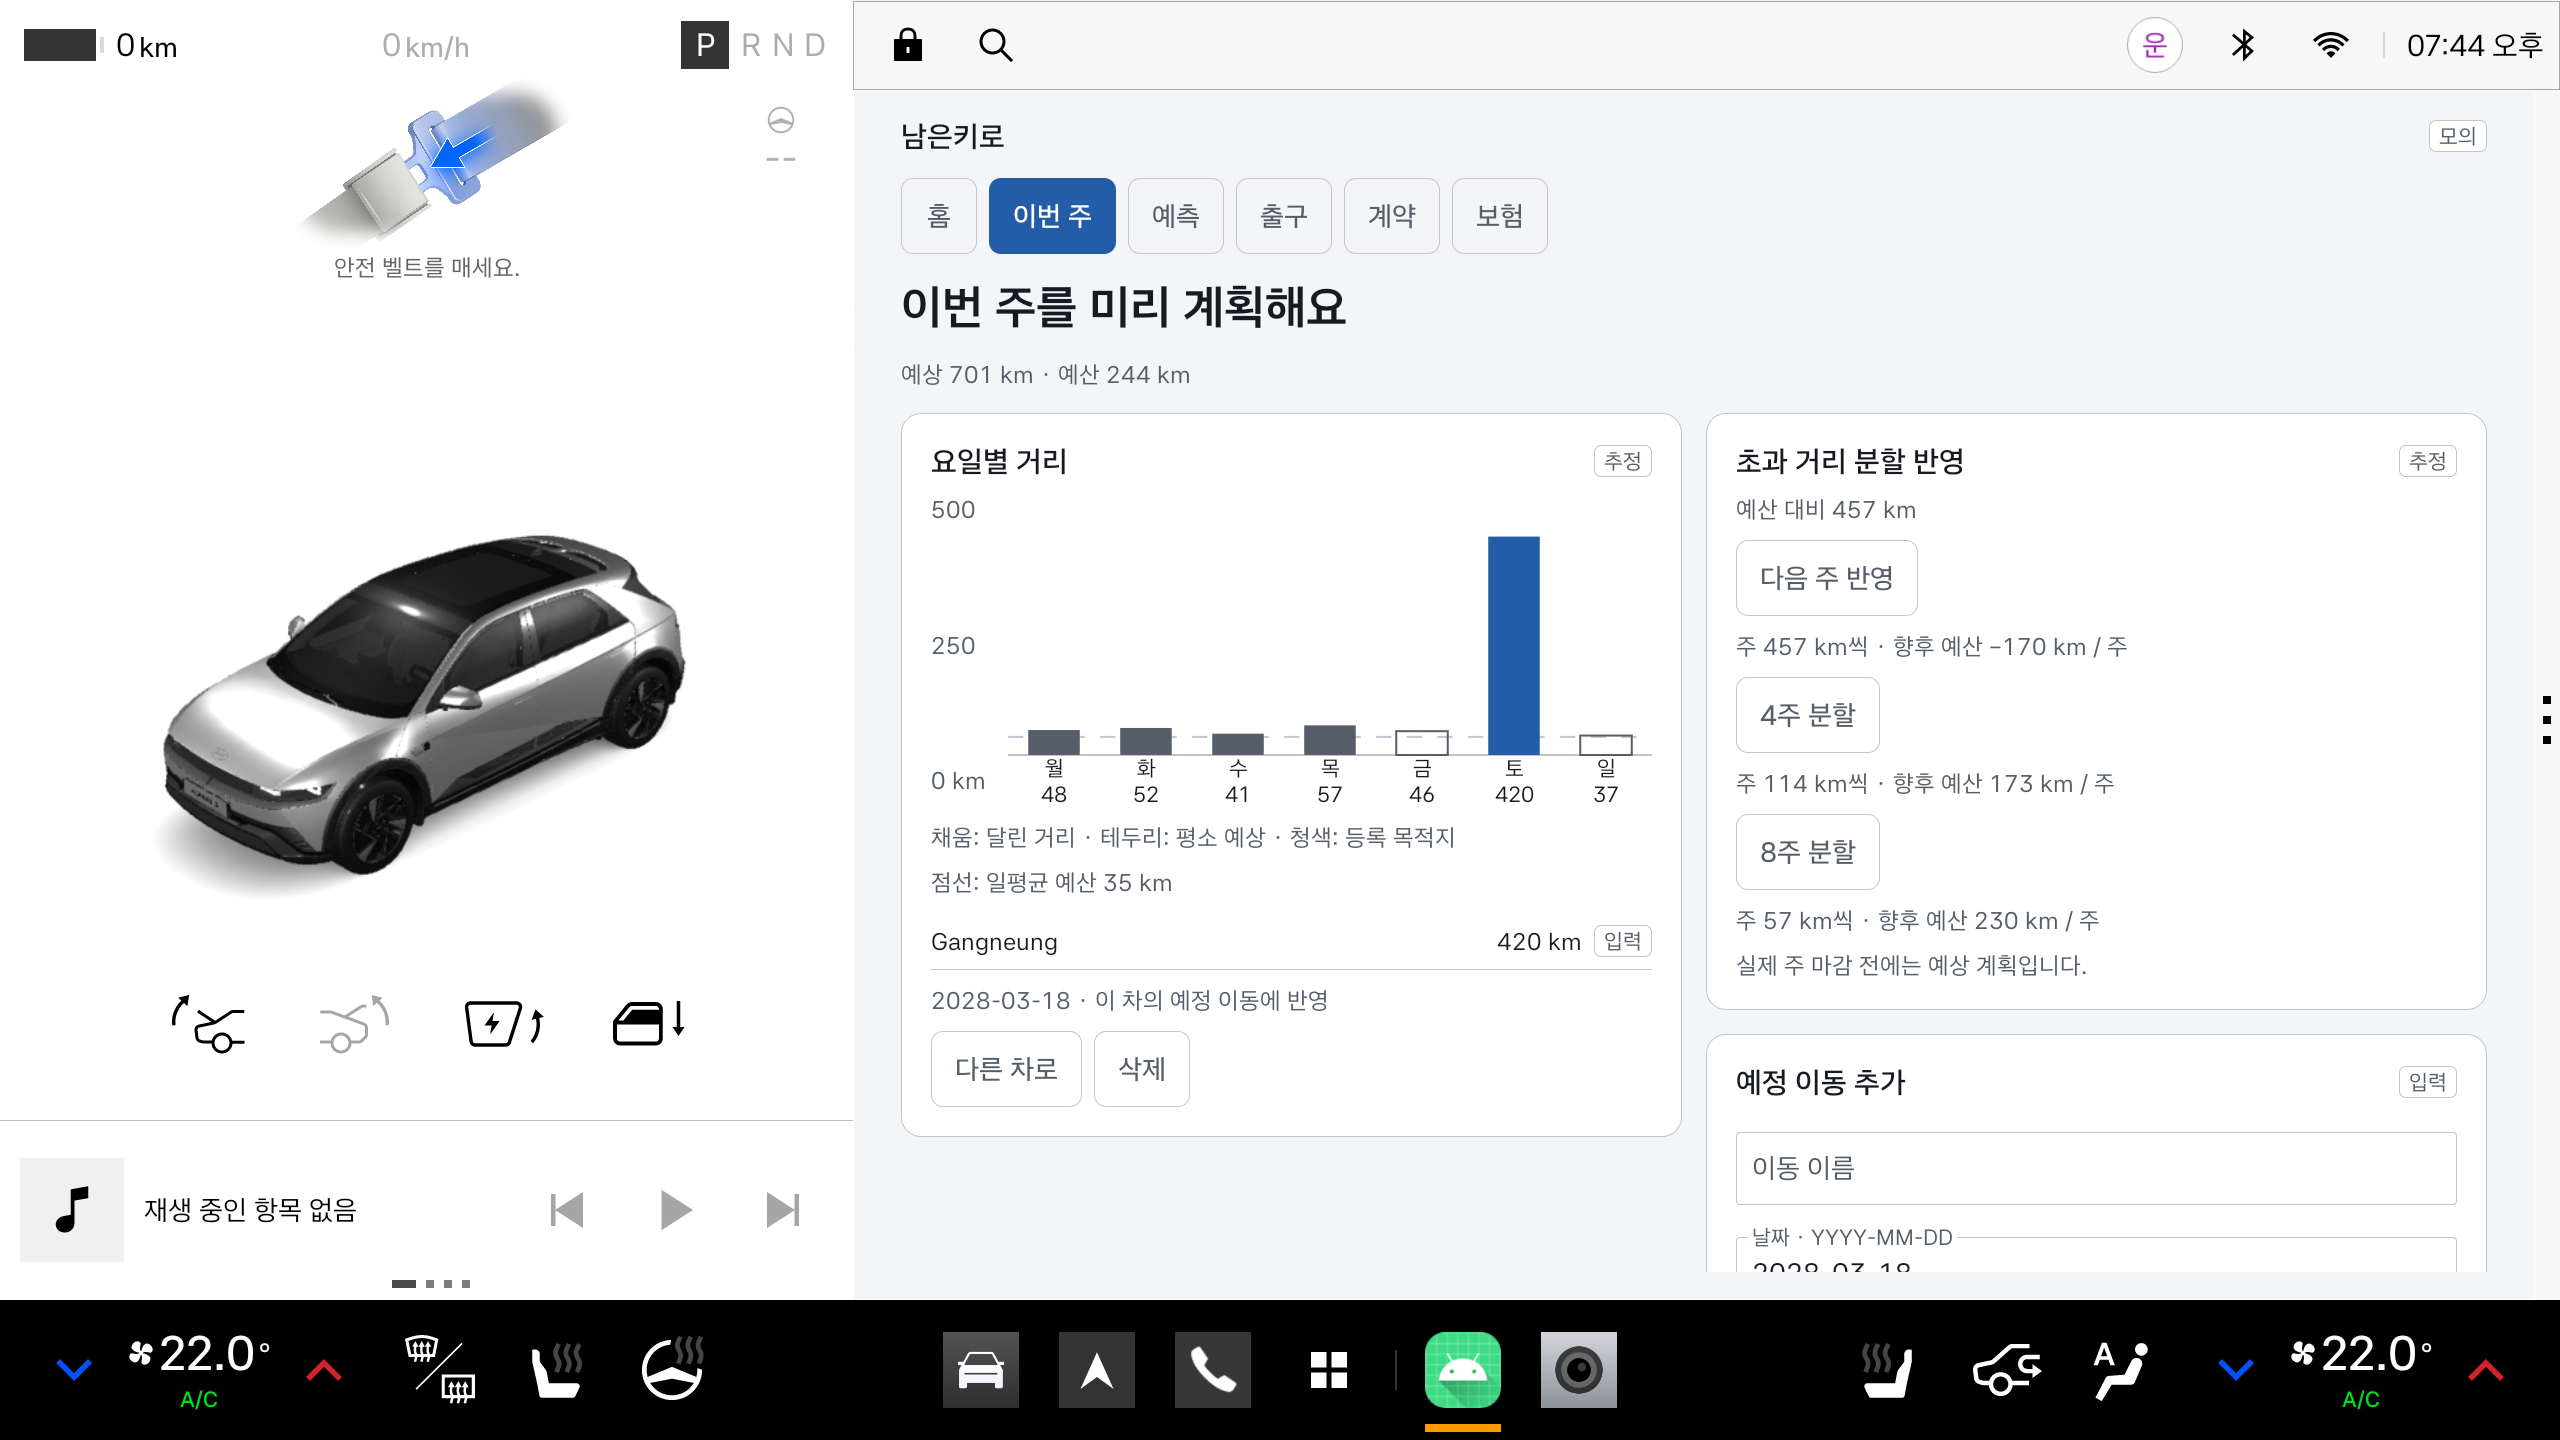 0 km
0 km/h
P R N D
안전 벨트를 매세요.
재생 중인 항목 없음
운
07:44 오후
남은키로
모의
홈
이번 주
예측
출구
계약
보험
이번 주를 미리 계획해요
예상 701 km · 예산 244 km
요일별 거리
추정
500
250
0 km
월 화 수 목 금 토 일
48 52 41 57 46 420 37
채움: 달린 거리 · 테두리: 평소 예상 · 청색: 등록 목적지
점선: 일평균 예산 35 km
Gangneung
420 km
입력
2028-03-18 · 이 차의 예정 이동에 반영
다른 차로
삭제
초과 거리 분할 반영
추정
예산 대비 457 km
다음 주 반영
주 457 km씩 · 향후 예산 −170 km / 주
4주 분할
주 114 km씩 · 향후 예산 173 km / 주
8주 분할
주 57 km씩 · 향후 예산 230 km / 주
실제 주 마감 전에는 예상 계획입니다.
예정 이동 추가
입력
이동 이름
날짜 · YYYY-MM-DD
2028-03-18
22.0°
A/C
A
22.0°
A/C